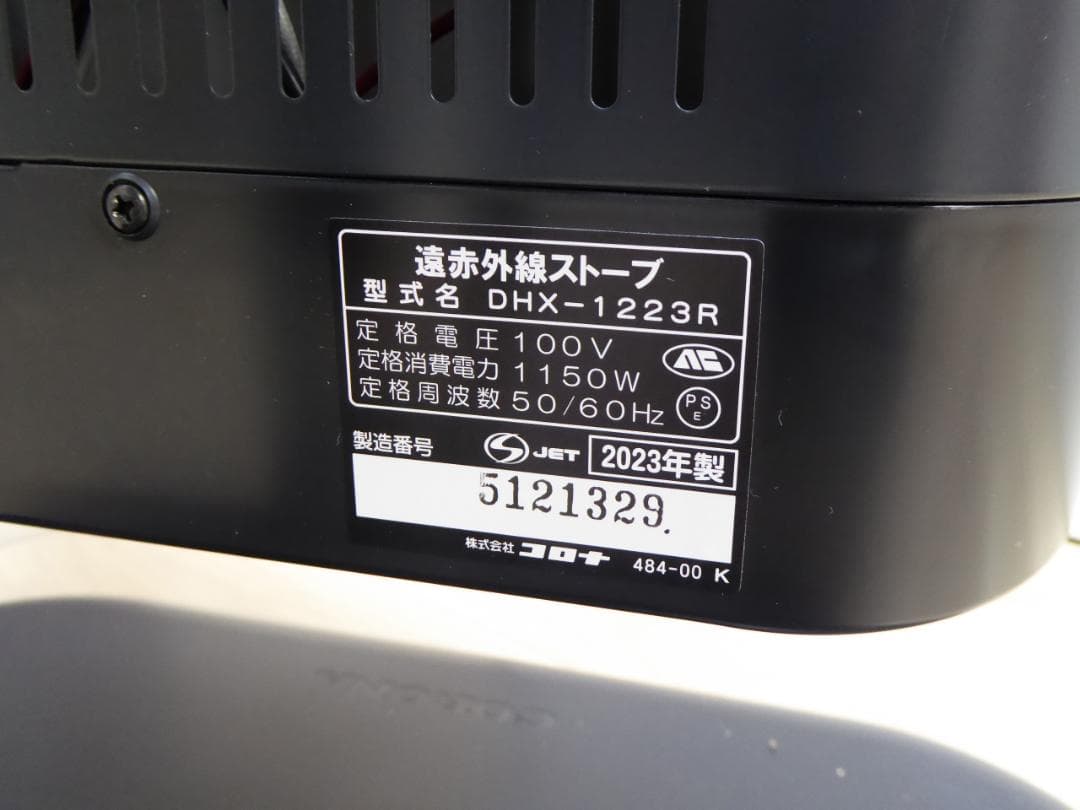 遠赤外線ストーブ
型式名 DHX-1223R
定格電圧 100V
定格消費電力 1150W
定格周波数 50/60Hz
PSE
製造番号 S JET 2023年製
5121329.
株式会社 コロナ 484-00 K